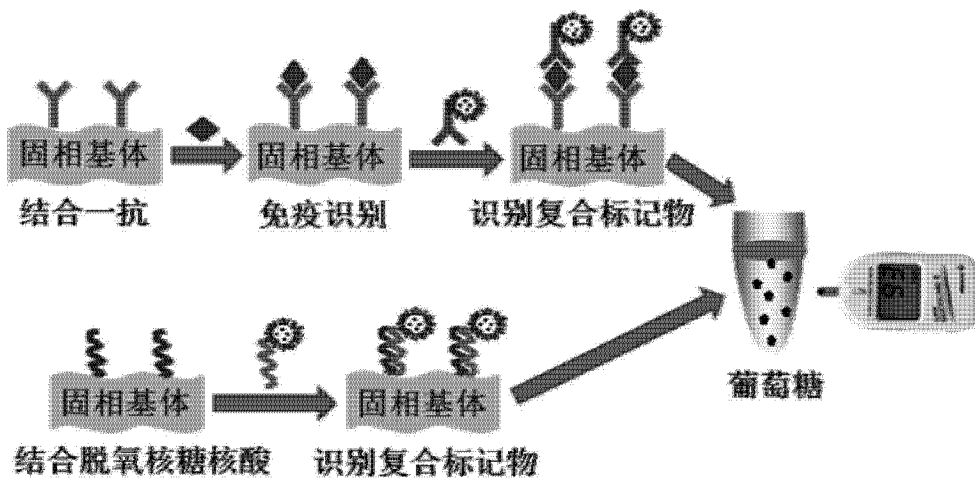 固相基体
固相基体
固相基体
结合一抗
免疫识别
识别复合标记物
固相基体
固相基体
葡萄糖
结合脱氧核糖核酸
识别复合标记物